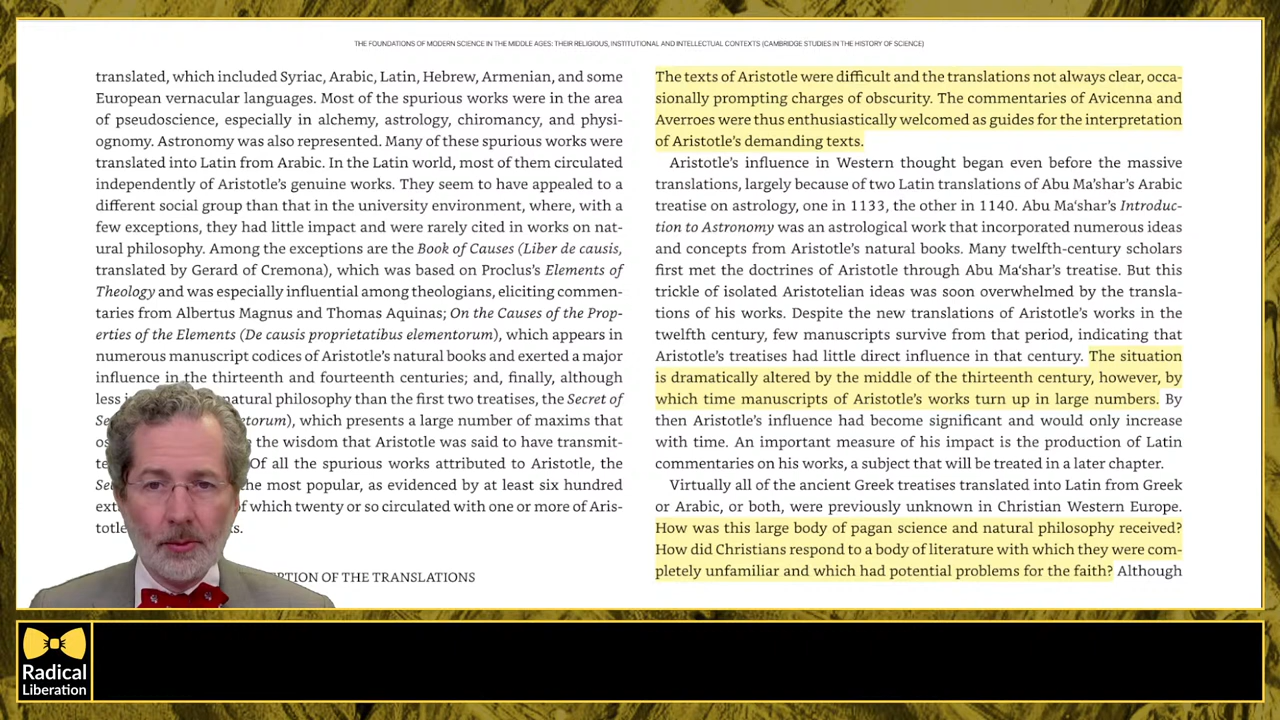 THE FOUNDATIONS OF MODERN SCIENCE IN THE MIDDLE AGES: THEIR RELIGIOUS, INSTITUTIONAL AND INTELLECTUAL CONTEXTS (CAMBRIDGE STUDIES IN THE HISTORY OF SCIENCE)
translated, which included Syriac, Arabic, Latin, Hebrew, Armenian, and some
European vernacular languages. Most of the spurious works were in the area
of pseudoscience, especially in alchemy, astrology, chiromancy, and physi-
ognomy. Astronomy was also represented. Many of these spurious works were
translated into Latin from Arabic. In the Latin world, most of them circulated
independently of Aristotle's genuine works. They seem to have appealed to a
different social group than that in the university environment, where, with a
few exceptions, they had little impact and were rarely cited in works on nat-
ural philosophy. Among the exceptions are the Book of Causes (Liber de causis,
translated by Gerard of Cremona), which was based on Proclus's Elements of
Theology and was especially influential among theologians, eliciting commen-
taries from Albertus Magnus and Thomas Aquinas; On the Causes of the Prop-
erties of the Elements (De causis proprietatibus elementorum), which appears in
numerous manuscript codices of Aristotle's natural books and exerted a major
influence in the thirteenth and fourteenth centuries; and, finally, although
less natural philosophy than the first two treatises, the Secret of
etorum), which presents a large number of maxims that
the wisdom that Aristotle was said to have transmit-
Of all the spurious works attributed to Aristotle, the
the most popular, as evidenced by at least six hundred
of which twenty or so circulated with one or more of Aris-
PTION OF THE TRANSLATIONS
The texts of Aristotle were difficult and the translations not always clear, occa-
sionally prompting charges of obscurity. The commentaries of Avicenna and
Averroes were thus enthusiastically welcomed as guides for the interpretation
of Aristotle's demanding texts.
Aristotle's influence in Western thought began even before the massive
translations, largely because of two Latin translations of Abu Ma'shar's Arabic
treatise on astrology, one in 1133, the other in 1140. Abu Ma'shar's Introduc-
tion to Astronomy was an astrological work that incorporated numerous ideas
and concepts from Aristotle's natural books. Many twelfth-century scholars
first met the doctrines of Aristotle through Abu Ma'shar's treatise. But this
trickle of isolated Aristotelian ideas was soon overwhelmed by the transla-
tions of his works. Despite the new translations of Aristotle's works in the
twelfth century, few manuscripts survive from that period, indicating that
Aristotle's treatises had little direct influence in that century. The situation
is dramatically altered by the middle of the thirteenth century, however, by
which time manuscripts of Aristotle's works turn up in large numbers. By
then Aristotle's influence had become significant and would only increase
with time. An important measure of his impact is the production of Latin
commentaries on his works, a subject that will be treated in a later chapter.
Virtually all of the ancient Greek treatises translated into Latin from Greek
or Arabic, or both, were previously unknown in Christian Western Europe.
How was this large body of pagan science and natural philosophy received?
How did Christians respond to a body of literature with which they were com-
pletely unfamiliar and which had potential problems for the faith? Although
Radical
Liberation